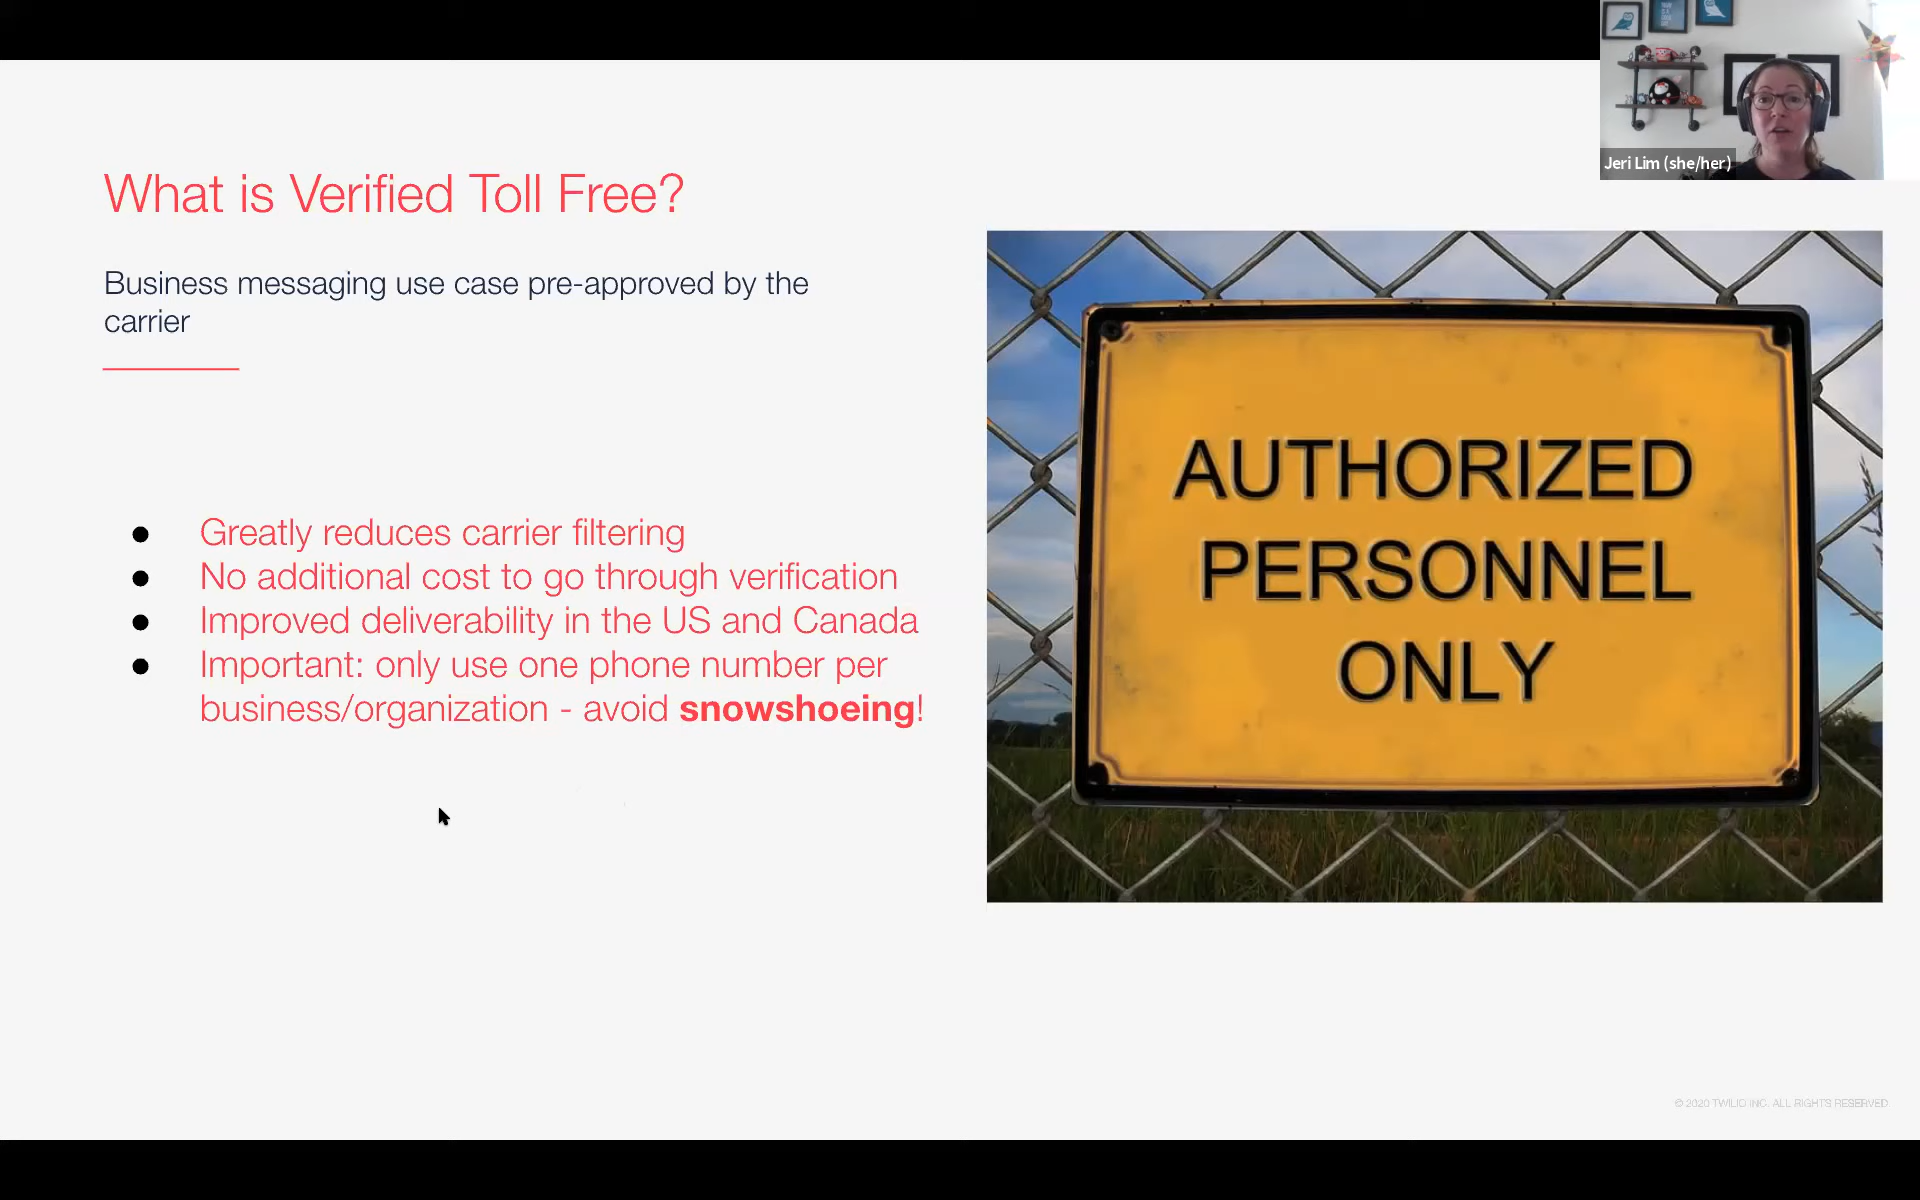 Jeri Lim (she/her)
What is Verified Toll Free?
Business messaging use case pre-approved by the
carrier
● Greatly reduces carrier filtering
● No additional cost to go through verification
● Improved deliverability in the US and Canada
● Important: only use one phone number per
business/organization - avoid snowshoeing!
AUTHORIZED
PERSONNEL
ONLY
© 2020 TWILIO INC. ALL RIGHTS RESERVED